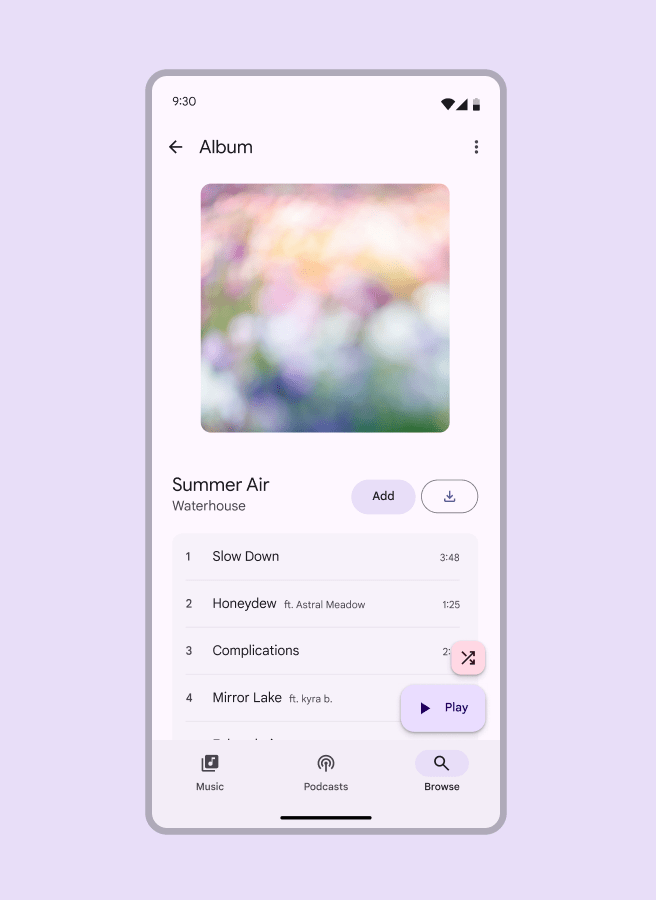 9:30
Album
Summer Air
Waterhouse
Add
1 Slow Down 3:48
2 Honeydew ft. Astral Meadow 1:25
3 Complications 2:
4 Mirror Lake ft. kyra b.
Play
Music Podcasts Browse